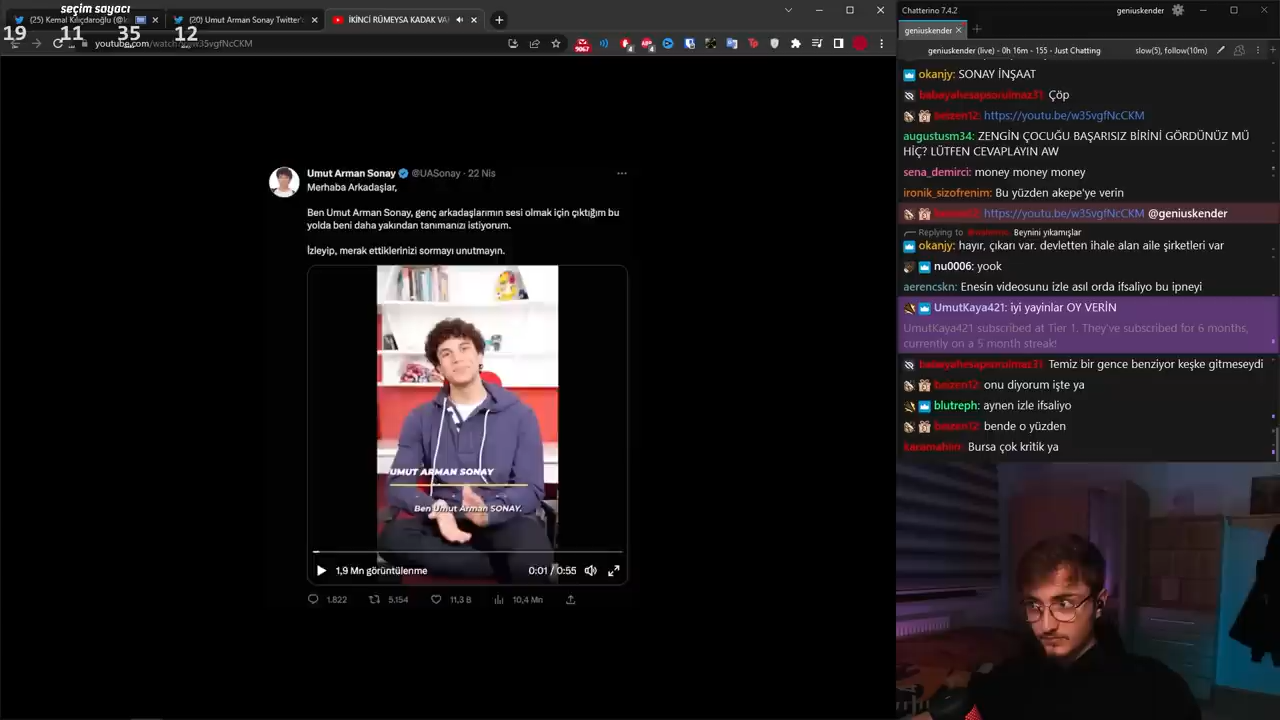 seçim sayacı
19 11 35 12
(25) Kemal Kılıçdaroğlu (@k
(20) Umut Arman Sonay Twitter'
İKİNCİ RÜMEYSA KADAK VA
youtube.com/watch?v=w35vgfNcCKM
9067
Umut Arman Sonay @UASonay · 22 Nis
Merhaba Arkadaşlar,
Ben Umut Arman Sonay, genç arkadaşlarımın sesi olmak için çıktığım bu
yolda beni daha yakından tanımanızı istiyorum.
İzleyip, merak ettiklerinizi sormayı unutmayın.
UMUT ARMAN SONAY
Ben Umut Arman SONAY.
1,9 Mn görüntülenme
0:01 / 0:55
1.822 5.154 11,3 B 10,4 Mn
Chatterino 7.4.2
geniuskender
geniuskender
geniuskender (live) - 0h 16m - 155 - Just Chatting
slow(5), follow(10m)
okanjy: SONAY İNŞAAT
babayahesapsorulmaz31: Çöp
beizen12: https://youtu.be/w35vgfNcCKM
augustusm34: ZENGİN ÇOCUĞU BAŞARISIZ BİRİNİ GÖRDÜNÜZ MÜ
HİÇ? LÜTFEN CEVAPLAYIN AW
sena_demirci: money money money
ironik_sizofrenim: Bu yüzden akepe'ye verin
beizen12: https://youtu.be/w35vgfNcCKM @geniuskender
Replying to Beynini yıkamışlar
okanjy: hayır, çıkarı var. devletten ihale alan aile şirketleri var
nu0006: yook
aerencskn: Enesin videosunu izle asıl orda ifsaliyo bu ipneyi
UmutKaya421: iyi yayinlar OY VERİN
UmutKaya421 subscribed at Tier 1. They've subscribed for 6 months,
currently on a 5 month streak!
babayahesapsorulmaz31 Temiz bir gence benziyor keşke gitmeseydi
beizen12: onu diyorum işte ya
blutreph: aynen izle ifsaliyo
beizen12: bende o yüzden
karamahirr: Bursa çok kritik ya